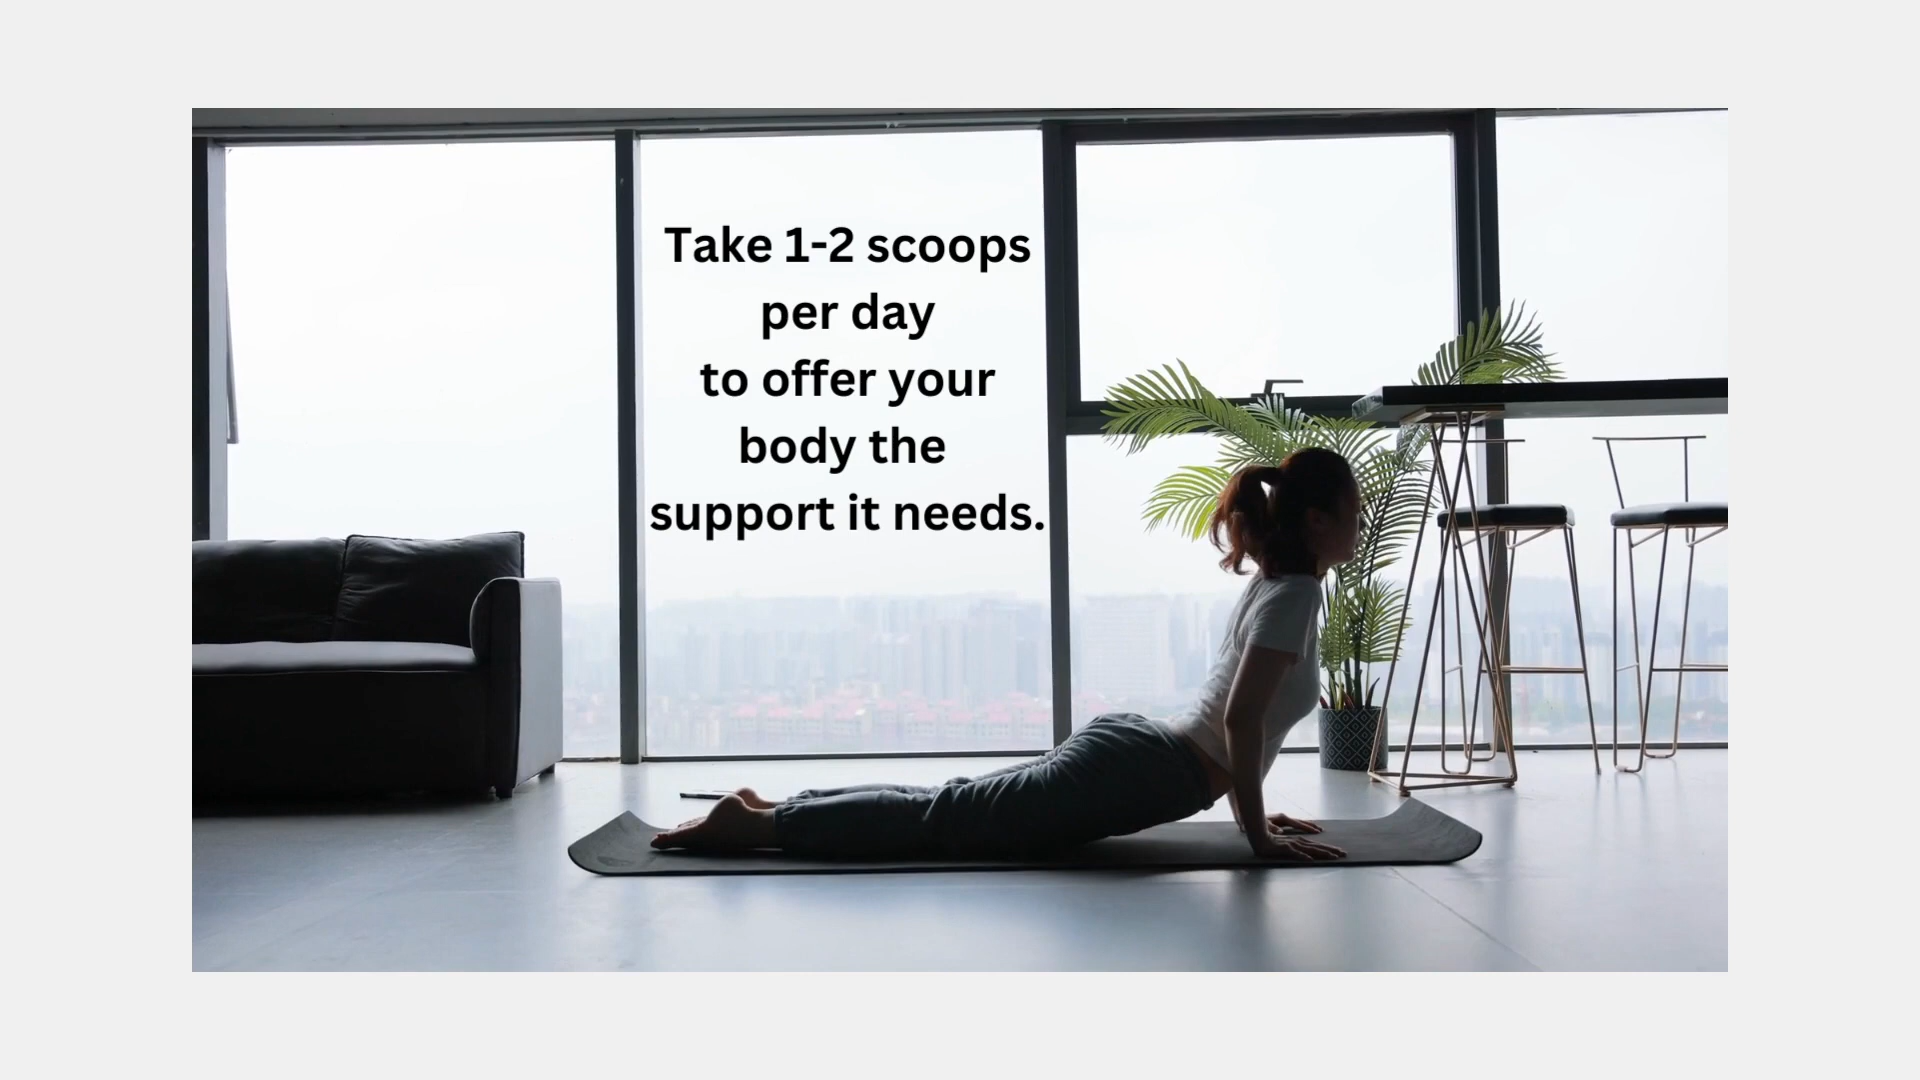 Take 1-2 scoops
per day
to offer your
body the
support it needs.